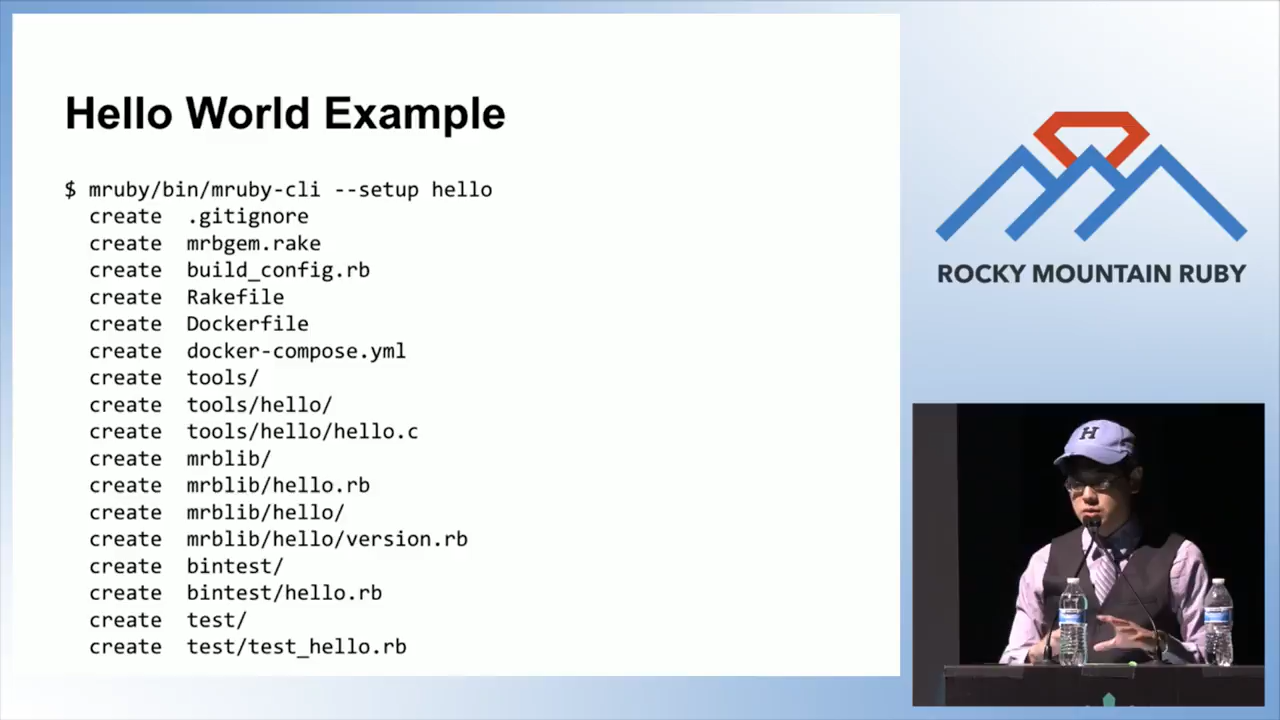 Hello World Example
$ mruby/bin/mruby-cli --setup hello
create .gitignore
create mrbgem.rake
create build_config.rb
create Rakefile
create Dockerfile
create docker-compose.yml
create tools/
create tools/hello/
create tools/hello/hello.c
create mrblib/
create mrblib/hello.rb
create mrblib/hello/
create mrblib/hello/version.rb
create bintest/
create bintest/hello.rb
create test/
create test/test_hello.rb
ROCKY MOUNTAIN RUBY
H